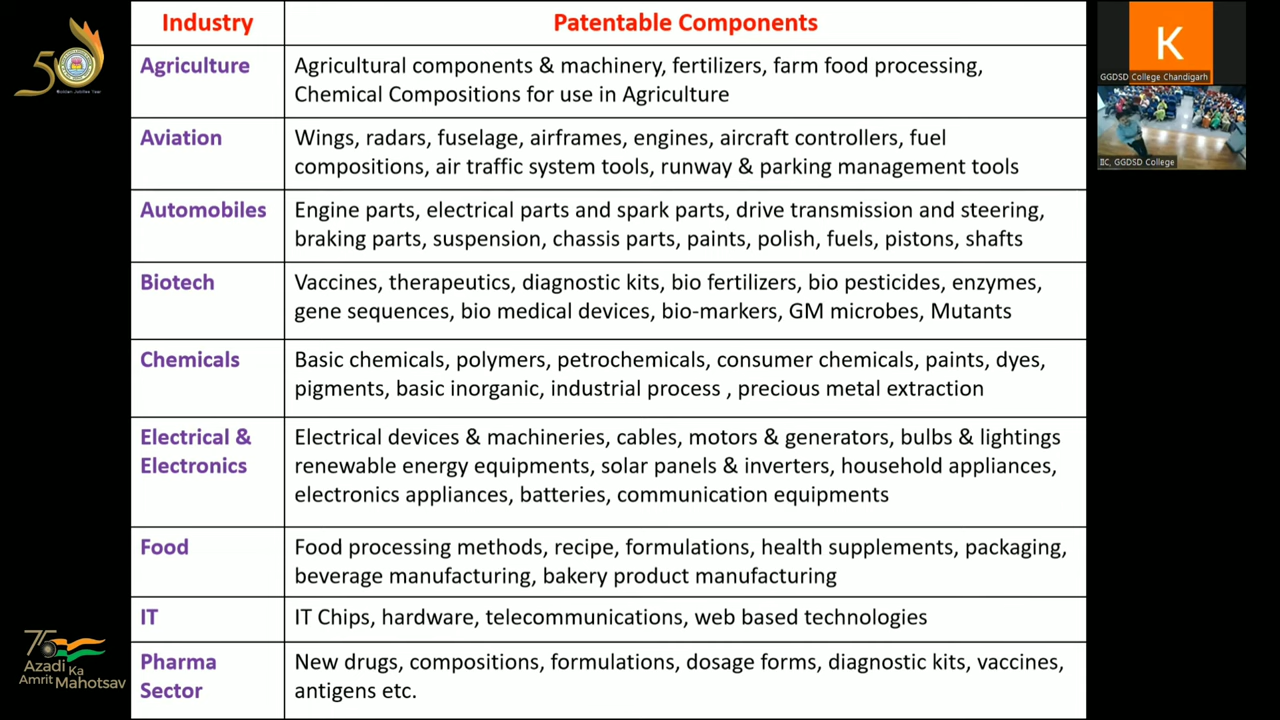 Industry
Patentable Components
Agriculture
Agricultural components & machinery, fertilizers, farm food processing,
Chemical Compositions for use in Agriculture
Aviation
Wings, radars, fuselage, airframes, engines, aircraft controllers, fuel
compositions, air traffic system tools, runway & parking management tools
Automobiles
Engine parts, electrical parts and spark parts, drive transmission and steering,
braking parts, suspension, chassis parts, paints, polish, fuels, pistons, shafts
Biotech
Vaccines, therapeutics, diagnostic kits, bio fertilizers, bio pesticides, enzymes,
gene sequences, bio medical devices, bio-markers, GM microbes, Mutants
Chemicals
Basic chemicals, polymers, petrochemicals, consumer chemicals, paints, dyes,
pigments, basic inorganic, industrial process , precious metal extraction
Electrical &
Electronics
Electrical devices & machineries, cables, motors & generators, bulbs & lightings
renewable energy equipments, solar panels & inverters, household appliances,
electronics appliances, batteries, communication equipments
Food
Food processing methods, recipe, formulations, health supplements, packaging,
beverage manufacturing, bakery product manufacturing
IT
IT Chips, hardware, telecommunications, web based technologies
Pharma
Sector
New drugs, compositions, formulations, dosage forms, diagnostic kits, vaccines,
antigens etc.
50
Golden Jubilee Year
75
Azadi Ka
Amrit Mahotsav
K
GGDSD College Chandigarh
IIC, GGDSD College